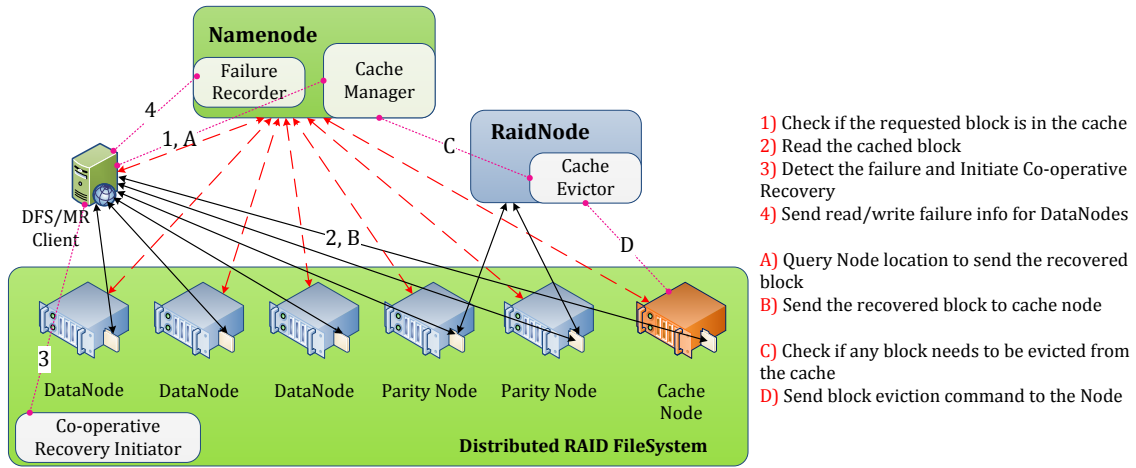 Namenode
Failure
Recorder
Cache
Manager
4
1, A
C
RaidNode
Cache
Evictor
DFS/MR
Client
2, B
D
3
DataNode
DataNode
DataNode
Parity Node
Parity Node
Cache
Node
Co-operative
Recovery Initiator
Distributed RAID FileSystem
1) Check if the requested block is in the cache
2) Read the cached block
3) Detect the failure and Initiate Co-operative
Recovery
4) Send read/write failure info for DataNodes
A) Query Node location to send the recovered
block
B) Send the recovered block to cache node
C) Check if any block needs to be evicted from
the cache
D) Send block eviction command to the Node